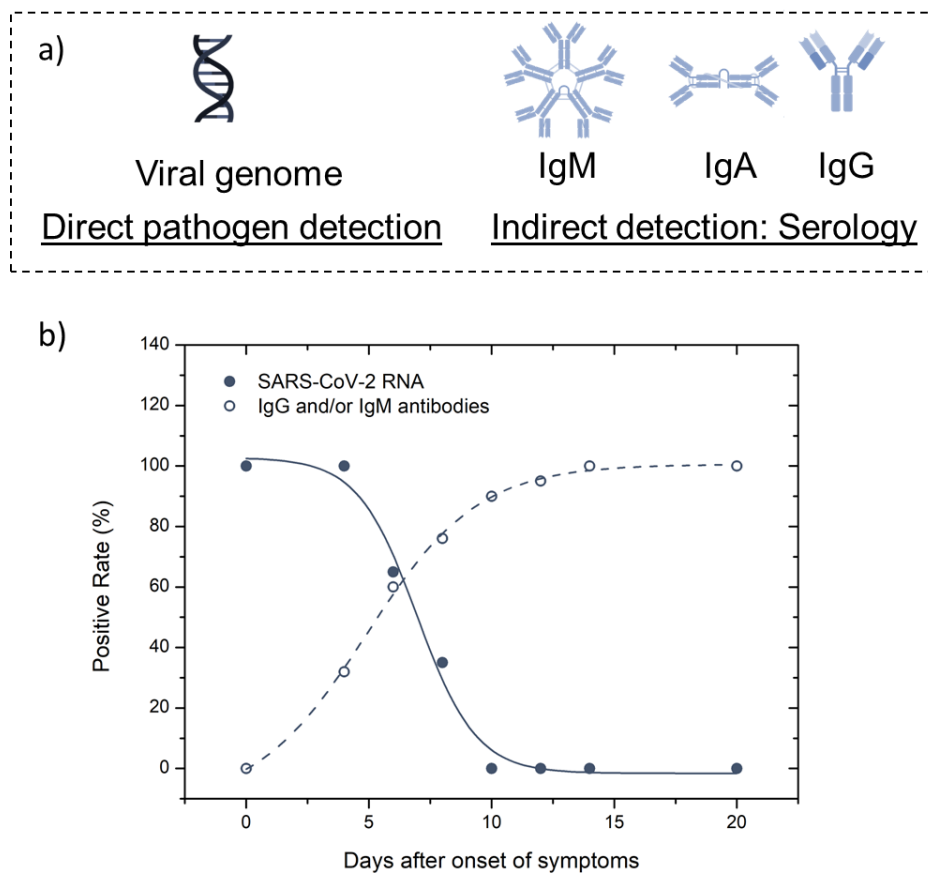 a)
Viral genome
Direct pathogen detection
IgM IgA IgG
Indirect detection: Serology
b)
140
120
100
80
60
40
20
0
Positive Rate (%)
SARS-CoV-2 RNA
IgG and/or IgM antibodies
0 5 10 15 20
Days after onset of symptoms